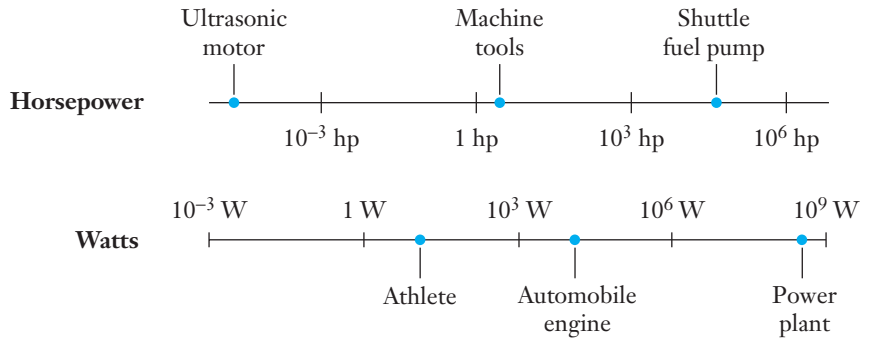 Ultrasonic motor
Machine tools
Shuttle fuel pump
Horsepower
10⁻³ hp
1 hp
10³ hp
10⁶ hp
10⁻³ W
1 W
10³ W
10⁶ W
10⁹ W
Watts
Athlete
Automobile engine
Power plant